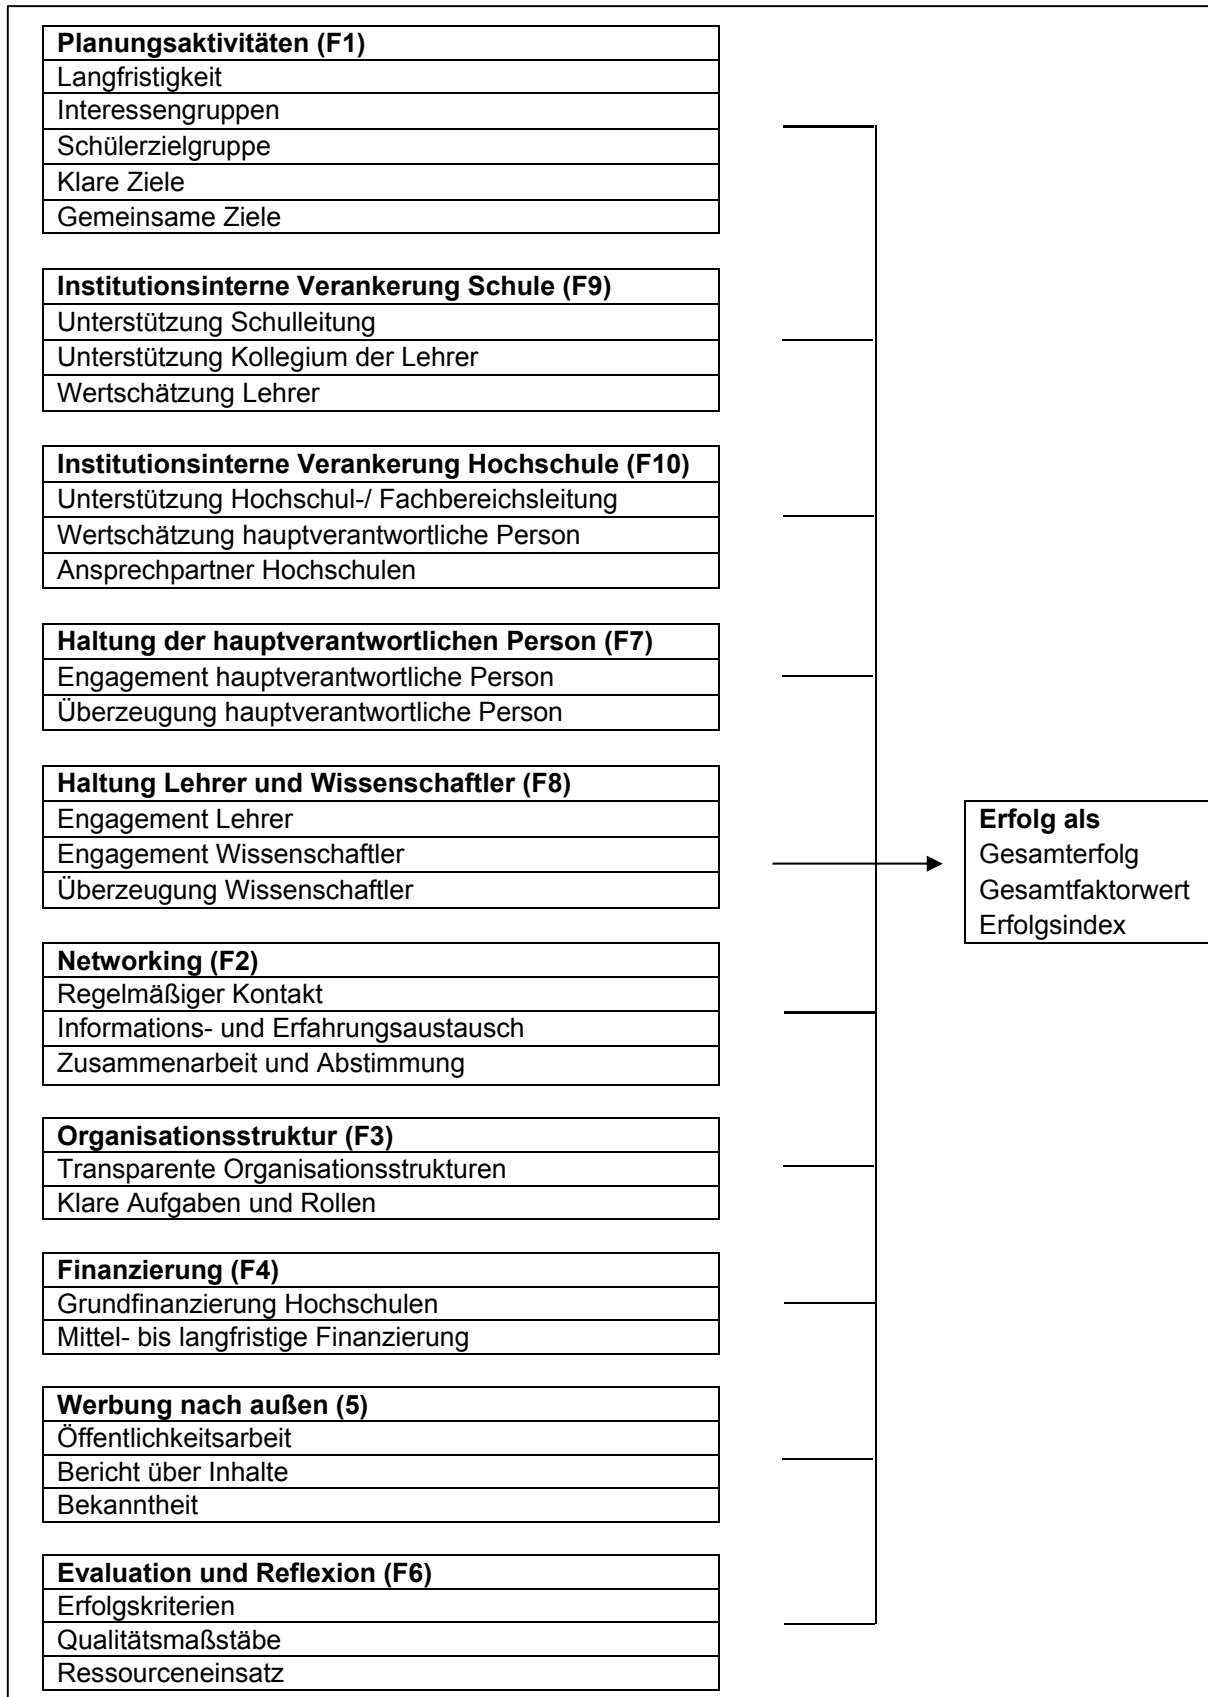 Planungsaktivitäten (F1)
Langfristigkeit
Interessengruppen
Schülerzielgruppe
Klare Ziele
Gemeinsame Ziele
Institutionsinterne Verankerung Schule (F9)
Unterstützung Schulleitung
Unterstützung Kollegium der Lehrer
Wertschätzung Lehrer
Institutionsinterne Verankerung Hochschule (F10)
Unterstützung Hochschul-/ Fachbereichsleitung
Wertschätzung hauptverantwortliche Person
Ansprechpartner Hochschulen
Haltung der hauptverantwortlichen Person (F7)
Engagement hauptverantwortliche Person
Überzeugung hauptverantwortliche Person
Haltung Lehrer und Wissenschaftler (F8)
Engagement Lehrer
Engagement Wissenschaftler
Überzeugung Wissenschaftler
Networking (F2)
Regelmäßiger Kontakt
Informations- und Erfahrungsaustausch
Zusammenarbeit und Abstimmung
Organisationsstruktur (F3)
Transparente Organisationsstrukturen
Klare Aufgaben und Rollen
Finanzierung (F4)
Grundfinanzierung Hochschulen
Mittel- bis langfristige Finanzierung
Werbung nach außen (5)
Öffentlichkeitsarbeit
Bericht über Inhalte
Bekanntheit
Evaluation und Reflexion (F6)
Erfolgskriterien
Qualitätsmaßstäbe
Ressourceneinsatz
Erfolg als
Gesamterfolg
Gesamtfaktorwert
Erfolgsindex